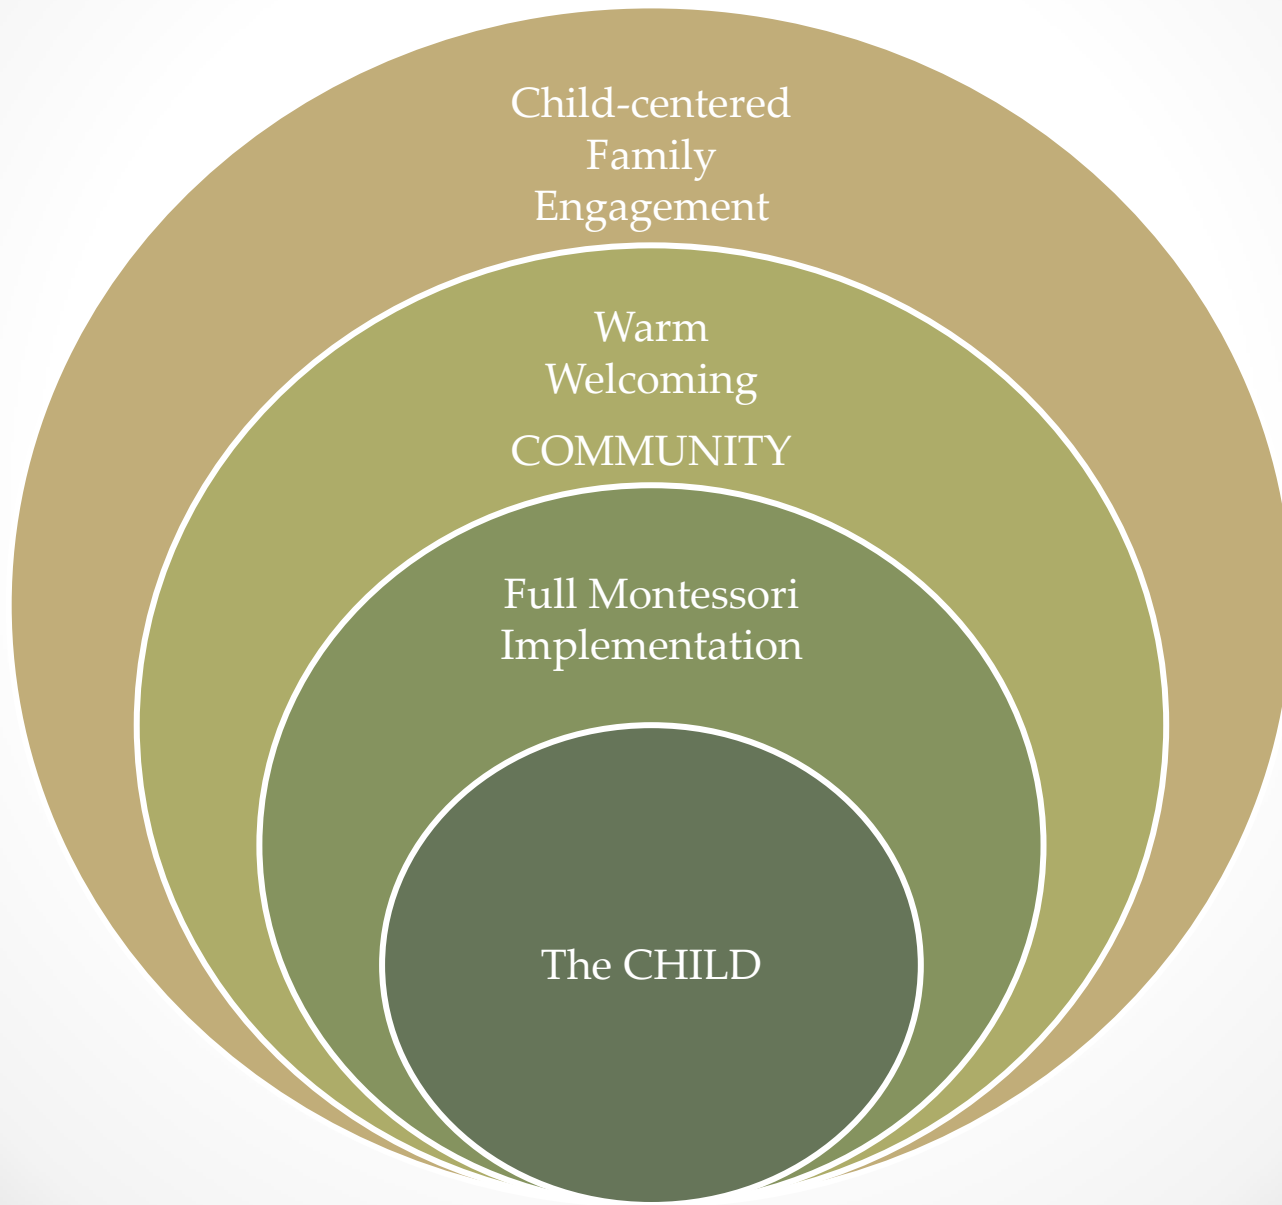 Child-centered
Family
Engagement
Warm
Welcoming
COMMUNITY
Full Montessori
Implementation
The CHILD